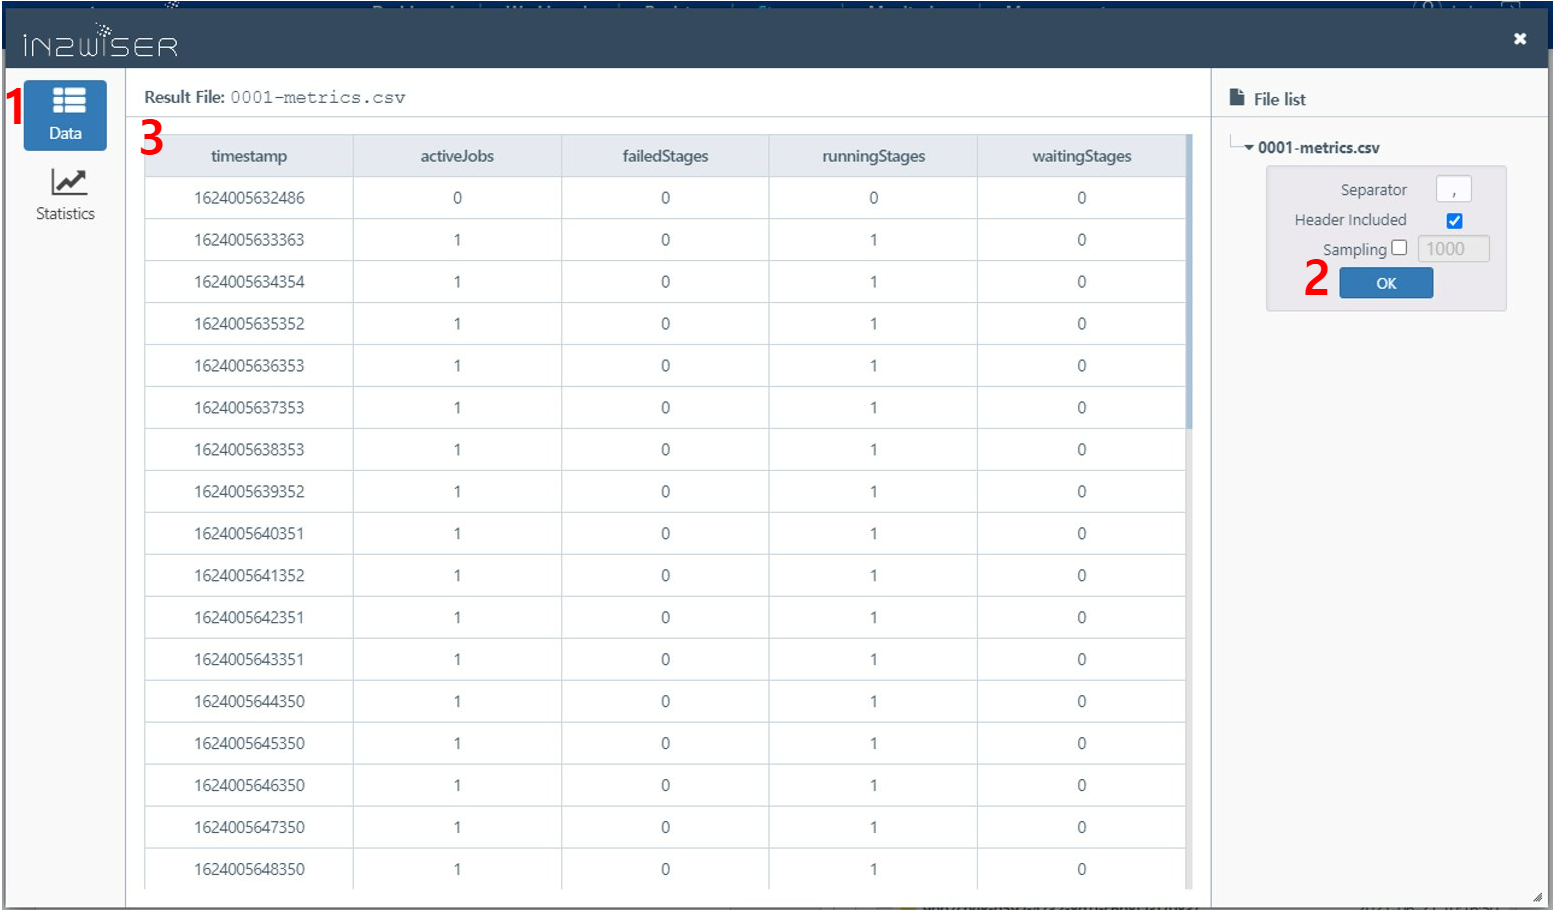 IN2WISER
1
Data
Statistics
Result File: 0001-metrics.csv
3
timestamp activeJobs failedStages runningStages waitingStages
1624005632486 0 0 0 0
1624005633363 1 0 1 0
1624005634354 1 0 1 0
1624005635352 1 0 1 0
1624005636353 1 0 1 0
1624005637353 1 0 1 0
1624005638353 1 0 1 0
1624005639352 1 0 1 0
1624005640351 1 0 1 0
1624005641352 1 0 1 0
1624005642351 1 0 1 0
1624005643351 1 0 1 0
1624005644350 1 0 1 0
1624005645350 1 0 1 0
1624005646350 1 0 1 0
1624005647350 1 0 1 0
1624005648350 1 0 1 0
File list
0001-metrics.csv
Separator ,
Header Included
Sampling 1000
2 OK